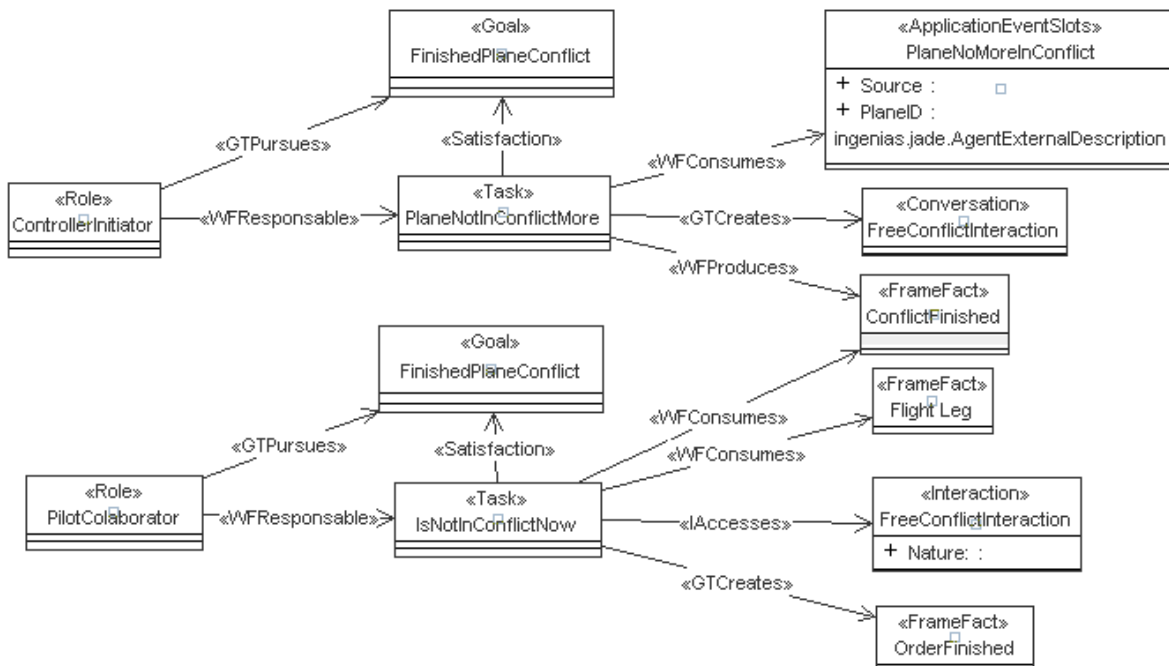 «Goal»
FinishedPlaneConflict
«ApplicationEventSlots»
PlaneNoMoreInConflict
+ Source :
+ PlaneID :
ingenias.jade.AgentExternalDescription
«GTPursues»
«Satisfaction»
«WFConsumes»
«Role»
ControllerInitiator
«WFResponsable»
«Task»
PlaneNotInConflictMore
«GTCreates»
«Conversation»
FreeConflictInteraction
«WFProduces»
«FrameFact»
ConflictFinished
«Goal»
FinishedPlaneConflict
«FrameFact»
Flight Leg
«WFConsumes»
«GTPursues»
«Satisfaction»
«WFConsumes»
«Role»
PilotColaborator
«WFResponsable»
«Task»
IsNotInConflictNow
«IAccesses»
«Interaction»
FreeConflictInteraction
+ Nature: :
«GTCreates»
«FrameFact»
OrderFinished